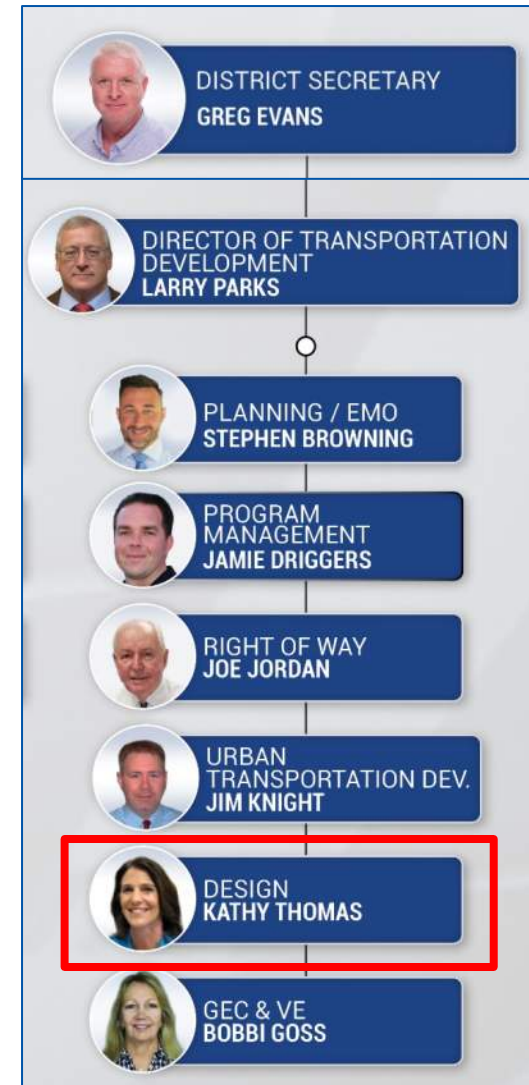 DISTRICT SECRETARY
GREG EVANS
DIRECTOR OF TRANSPORTATION
DEVELOPMENT
LARRY PARKS
PLANNING / EMO
STEPHEN BROWNING
PROGRAM
MANAGEMENT
JAMIE DRIGGERS
RIGHT OF WAY
JOE JORDAN
URBAN
TRANSPORTATION DEV.
JIM KNIGHT
DESIGN
KATHY THOMAS
GEC & VE
BOBBI GOSS